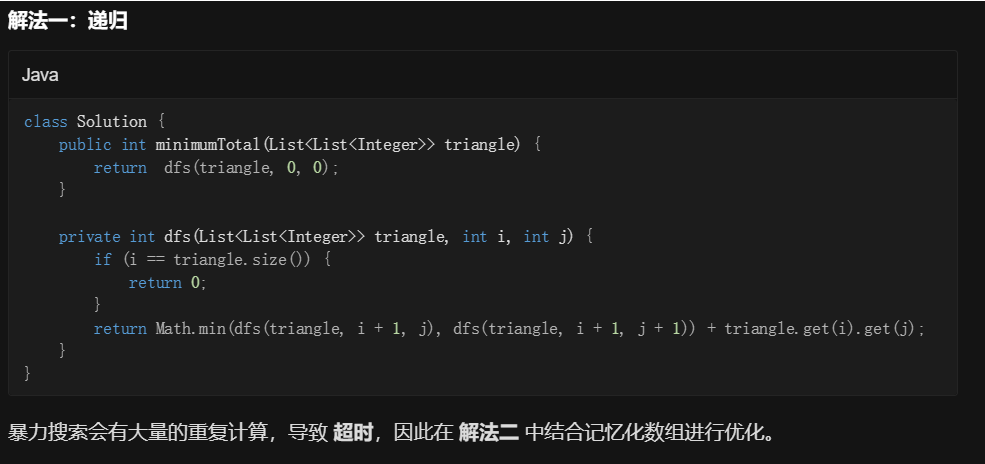 解法一：递归
Java
class Solution {
    public int minimumTotal(List<List<Integer>> triangle) {
        return  dfs(triangle, 0, 0);
    }

    private int dfs(List<List<Integer>> triangle, int i, int j) {
        if (i == triangle.size()) {
            return 0;
        }
        return Math.min(dfs(triangle, i + 1, j), dfs(triangle, i + 1, j + 1)) + triangle.get(i).get(j);
    }
}
暴力搜索会有大量的重复计算，导致 超时，因此在 解法二 中结合记忆化数组进行优化。